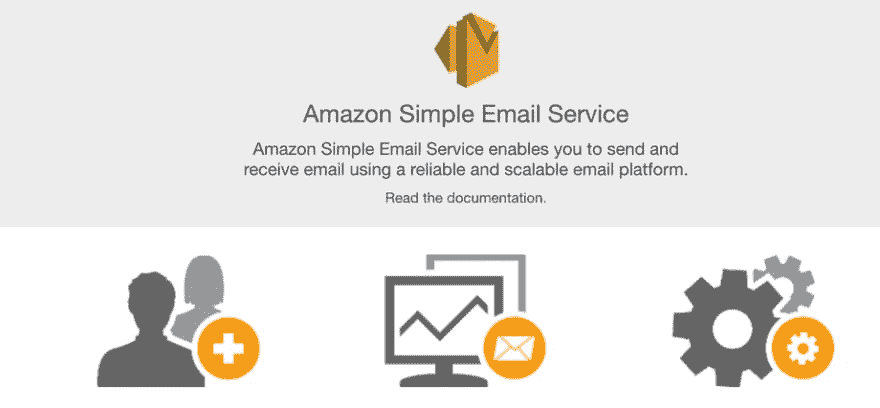 Amazon Simple Email Service
Amazon Simple Email Service enables you to send and
receive email using a reliable and scalable email platform.
Read the documentation.